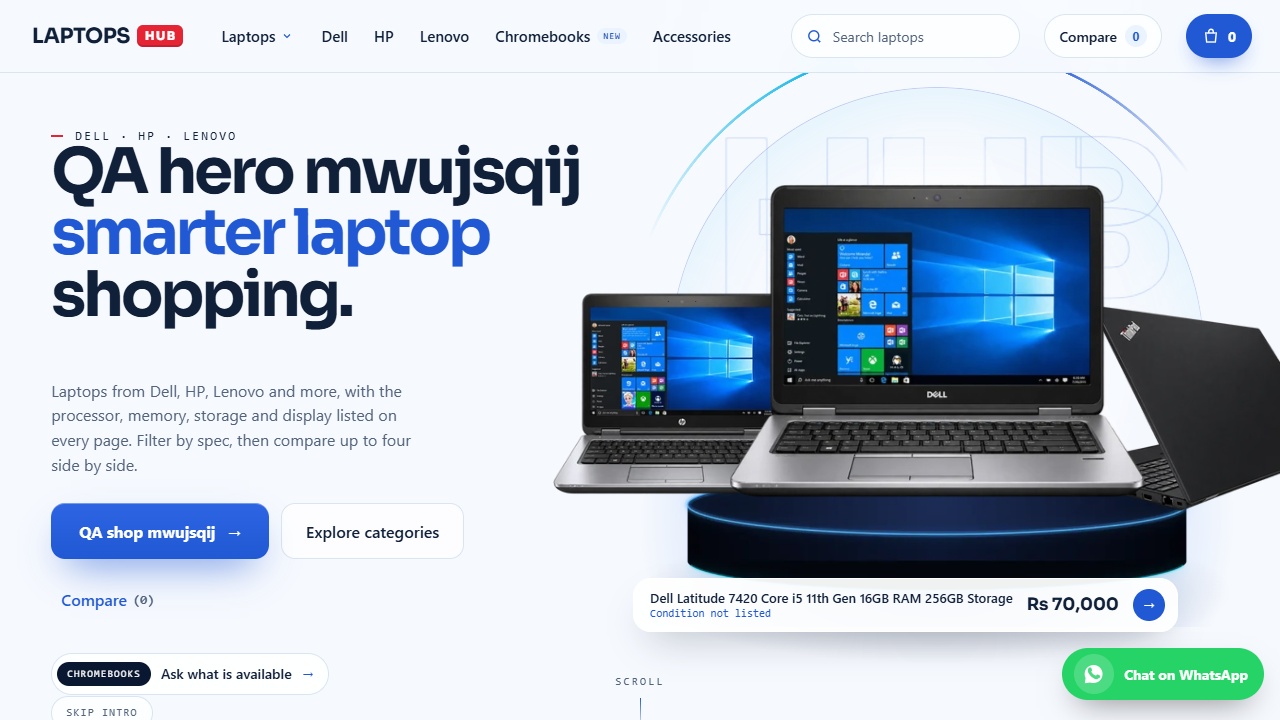 LAPTOPS HUB
Laptops
Dell
HP
Lenovo
Chromebooks NEW
Accessories
Search laptops
Compare 0
0
DELL · HP · LENOVO
QA hero mwujsqij
smarter laptop
shopping.
Laptops from Dell, HP, Lenovo and more, with the
processor, memory, storage and display listed on
every page. Filter by spec, then compare up to four
side by side.
QA shop mwujsqij →
Explore categories
Compare (0)
CHROMEBOOKS Ask what is available →
SKIP INTRO
HUB
ThinkPad
DELL
hp
Dell Latitude 7420 Core i5 11th Gen 16GB RAM 256GB Storage
Condition not listed
Rs 70,000 →
SCROLL
Chat on WhatsApp